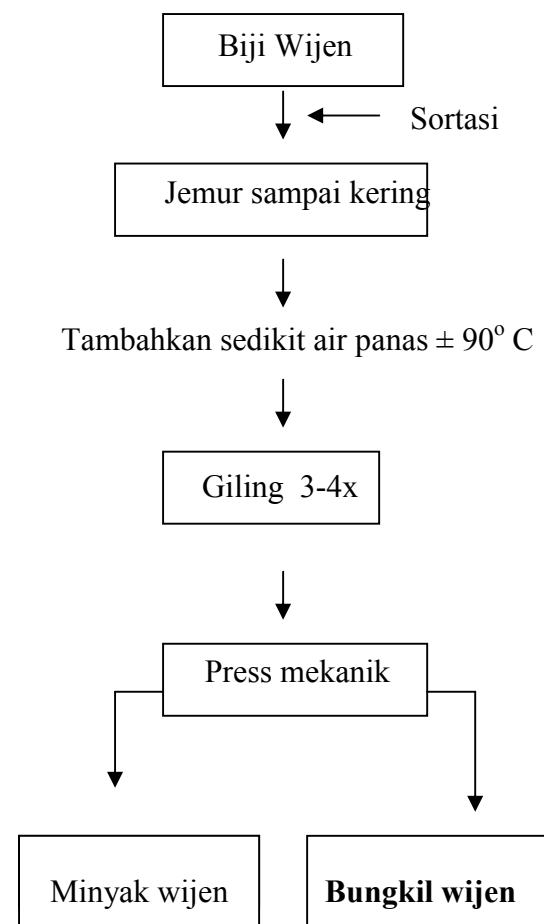 Biji Wijen
Sortasi
Jemur sampai kering
Tambahkan sedikit air panas ± 90° C
Giling 3-4x
Press mekanik
Minyak wijen
Bungkil wijen